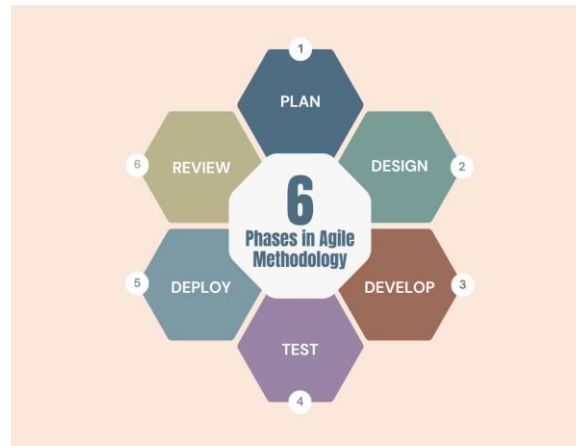 6
Phases in Agile
Methodology
1
PLAN
2
DESIGN
3
DEVELOP
4
TEST
5
DEPLOY
6
REVIEW